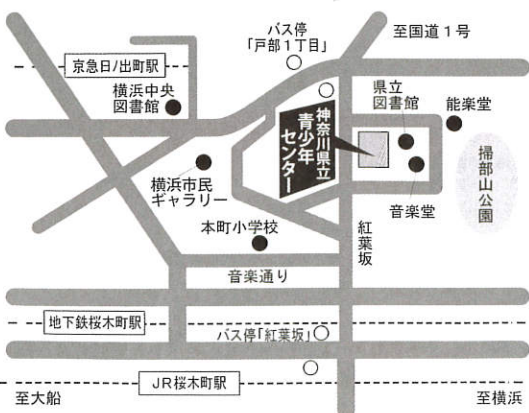 バス停
「戸部1丁目」
至国道1号
京急日ノ出町駅
横浜中央
図書館
神奈川県立
青少年
センター
県立
図書館
能楽堂
掃部山公園
横浜市民
ギャラリー
音楽堂
本町小学校
紅葉坂
音楽通り
地下鉄桜木町駅
バス停「紅葉坂」
JR桜木町駅
至大船
至横浜